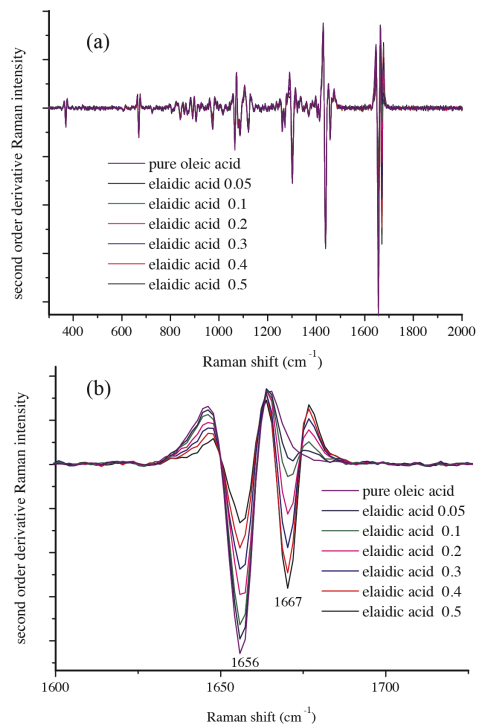 (a)
second order derivative Raman intensity
pure oleic acid
elaidic acid 0.05
elaidic acid 0.1
elaidic acid 0.2
elaidic acid 0.3
elaidic acid 0.4
elaidic acid 0.5
400 600 800 1000 1200 1400 1600 1800 2000
Raman shift (cm⁻¹)
(b)
second order derivative Raman intensity
pure oleic acid
elaidic acid 0.05
elaidic acid 0.1
elaidic acid 0.2
elaidic acid 0.3
elaidic acid 0.4
elaidic acid 0.5
1667
1656
1600 1650 1700
Raman shift (cm⁻¹)